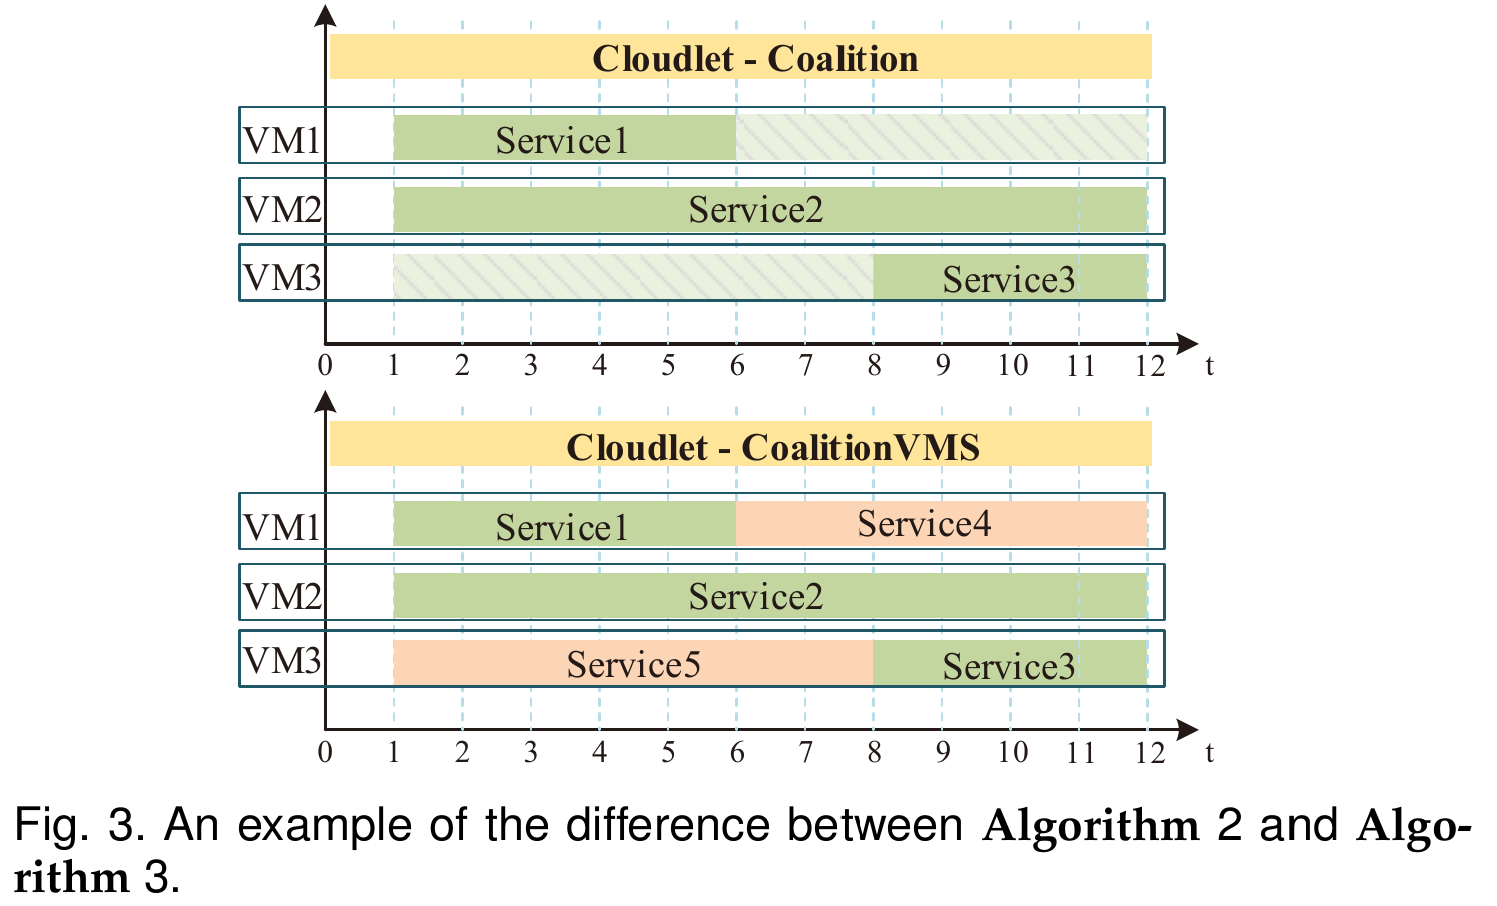 Cloudlet - Coalition
VM1 Service1
VM2 Service2
VM3 Service3
0 1 2 3 4 5 6 7 8 9 10 11 12 t
Cloudlet - CoalitionVMS
VM1 Service1 Service4
VM2 Service2
VM3 Service5 Service3
0 1 2 3 4 5 6 7 8 9 10 11 12 t
Fig. 3. An example of the difference between Algorithm 2 and Algo-
rithm 3.